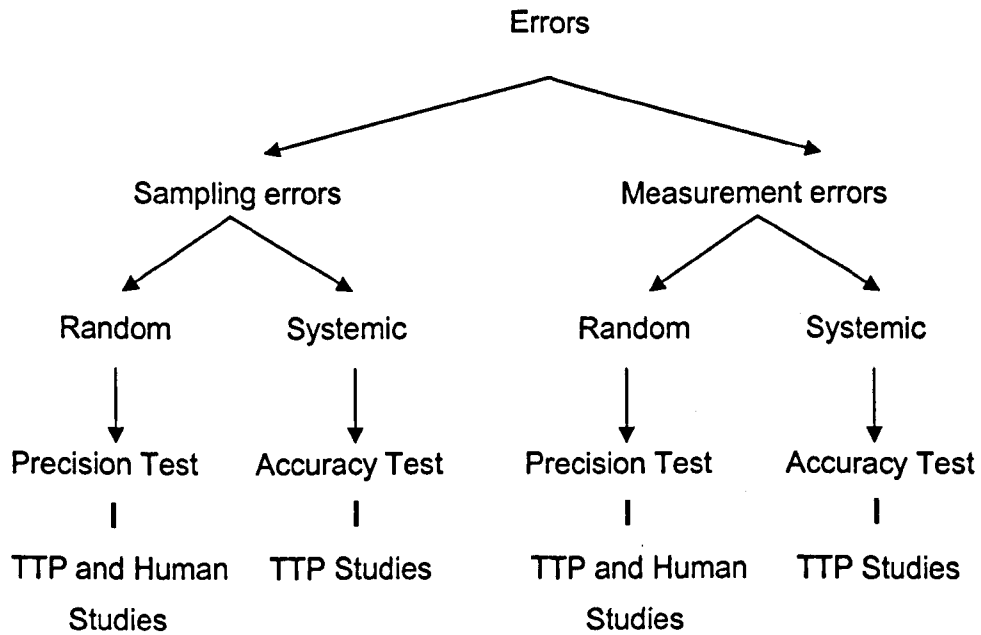 Errors
Sampling errors
Measurement errors
Random
Systemic
Random
Systemic
Precision Test
Accuracy Test
Precision Test
Accuracy Test
TTP and Human
Studies
TTP Studies
TTP and Human
Studies
TTP Studies